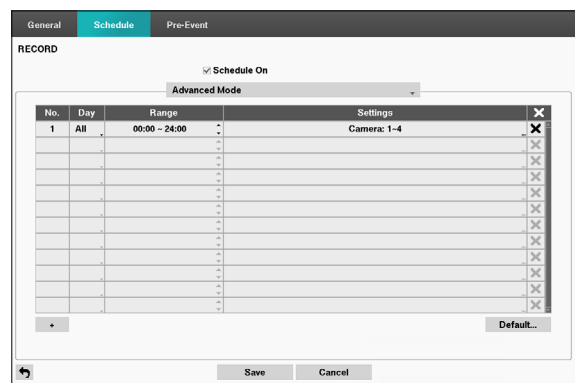 General Schedule Pre-Event
RECORD
Schedule On
Advanced Mode
No. Day Range Settings
1 All 00:00 ~ 24:00 Camera: 1~4
+ Default...
Save Cancel